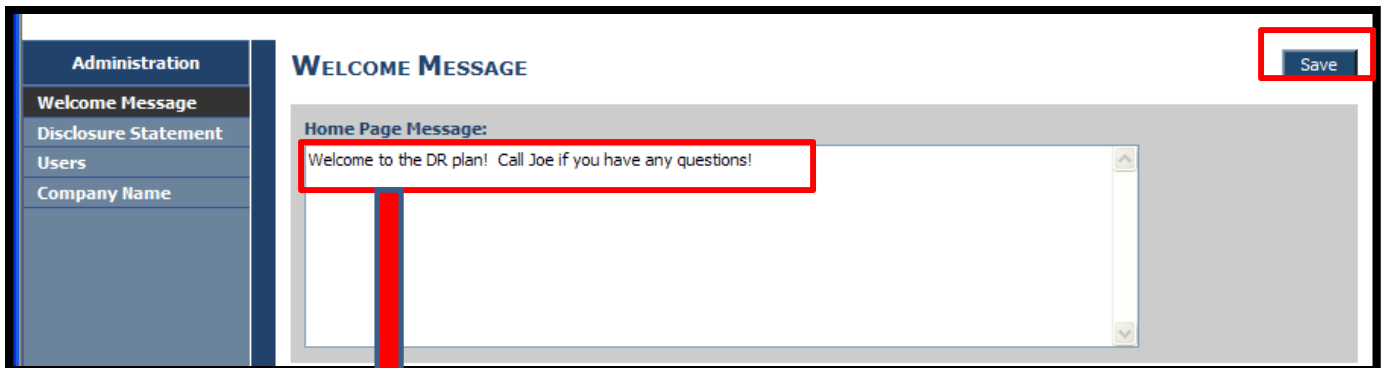 Administration
Welcome Message
Disclosure Statement
Users
Company Name
WELCOME MESSAGE
Save
Home Page Message:
Welcome to the DR plan!  Call Joe if you have any questions!